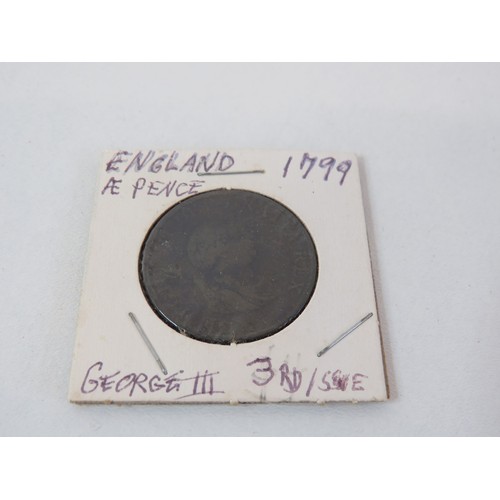 ENGLAND 1799
Æ PENCE
GEORGE III 3RD/SSUE